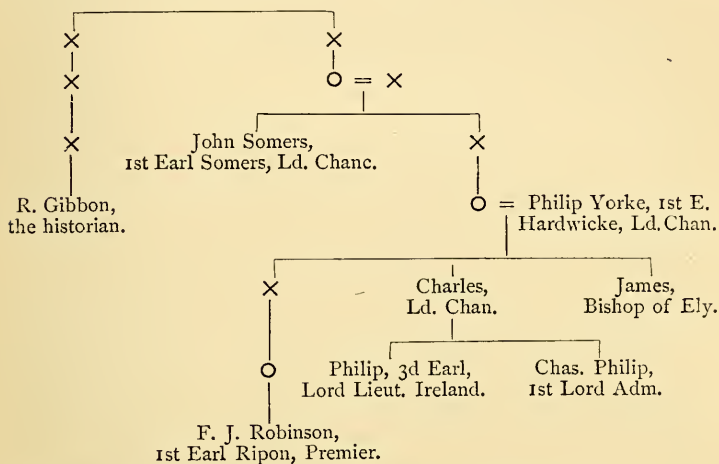 John Somers,
1st Earl Somers, Ld. Chanc.
R. Gibbon,
the historian.
= Philip Yorke, 1st E.
Hardwicke, Ld. Chan.
Charles,
Ld. Chan.
James,
Bishop of Ely.
Philip, 3d Earl,
Lord Lieut. Ireland.
Chas. Philip,
1st Lord Adm.
F. J. Robinson,
1st Earl Ripon, Premier.